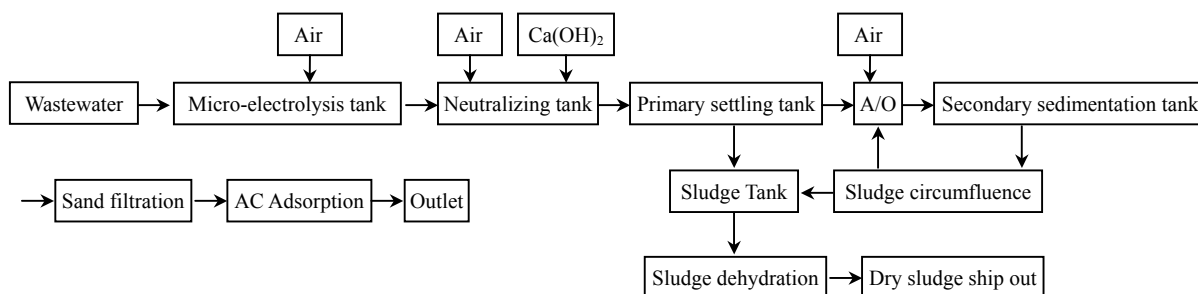 Air
Air
Ca(OH)₂
Air
Wastewater
Micro-electrolysis tank
Neutralizing tank
Primary settling tank
A/O
Secondary sedimentation tank
Sand filtration
AC Adsorption
Outlet
Sludge Tank
Sludge circumfluence
Sludge dehydration
Dry sludge ship out